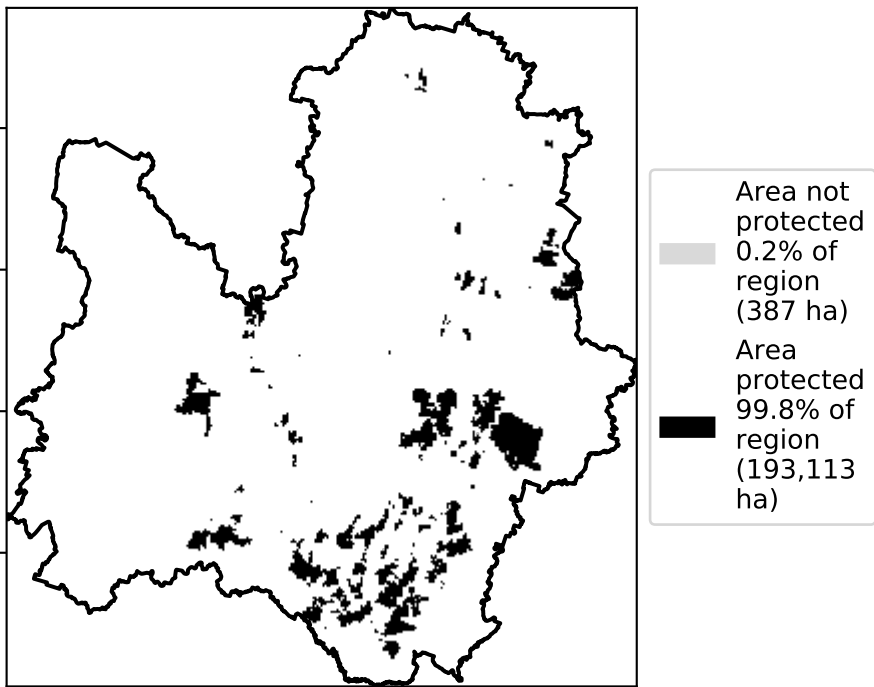 Area not
protected
0.2% of
region
(387 ha)
Area
protected
99.8% of
region
(193,113
ha)